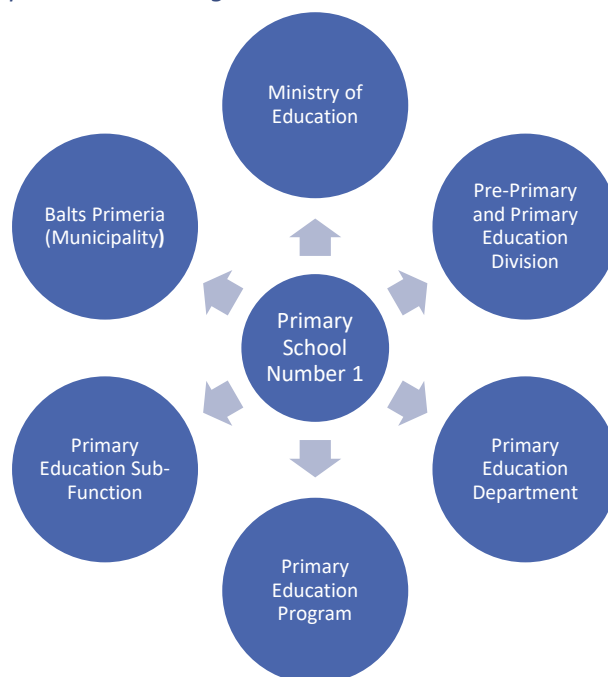 Ministry of
Education
Balts Primeria
(Municipality)
Pre-Primary
and Primary
Education
Division
Primary
School
Number 1
Primary
Education Sub-
Function
Primary
Education
Department
Primary
Education
Program